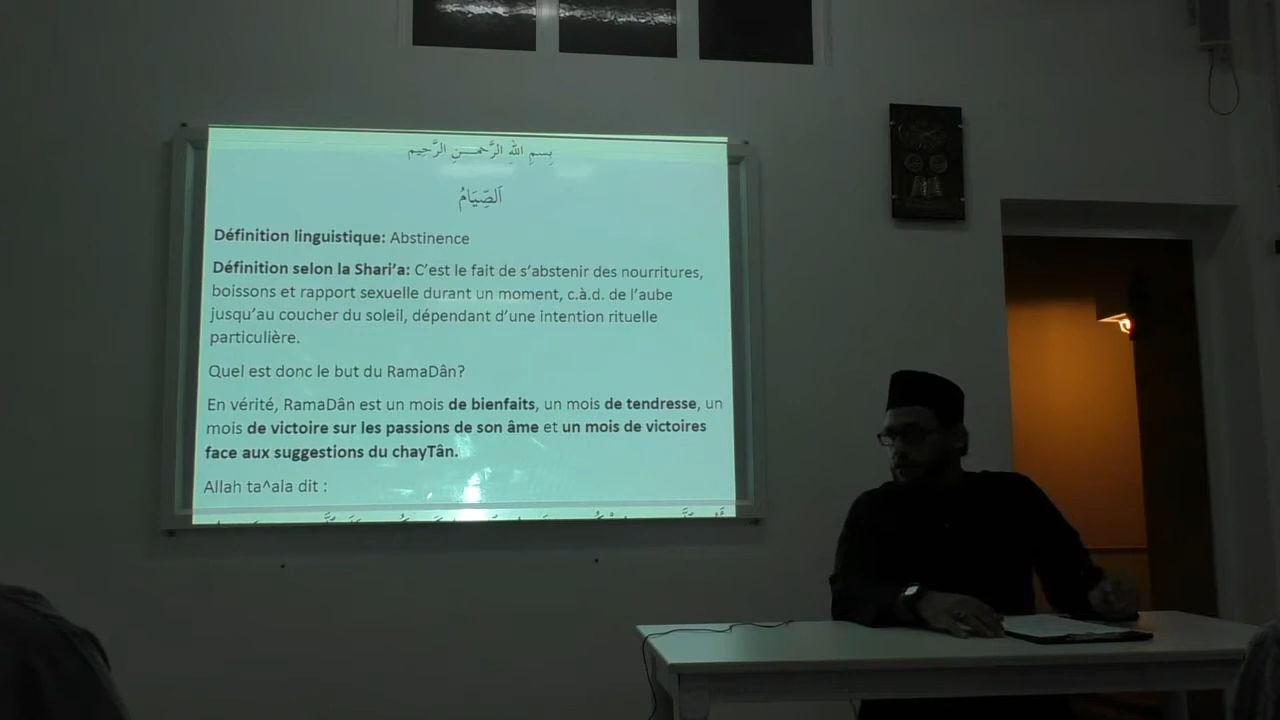 بِسمِ اللهِ الرَّحمـٰـنِ الرَّحِيم
اَلصِّيَامُ
Définition linguistique: Abstinence
Définition selon la Shari’a: C’est le fait de s’abstenir des nourritures,
boissons et rapport sexuelle durant un moment, c.à.d. de l’aube
jusqu’au coucher du soleil, dépendant d’une intention rituelle
particulière.
Quel est donc le but du RamaDân?
En vérité, RamaDân est un mois de bienfaits, un mois de tendresse, un
mois de victoire sur les passions de son âme et un mois de victoires
face aux suggestions du chayTân.
Allah ta^ala dit :